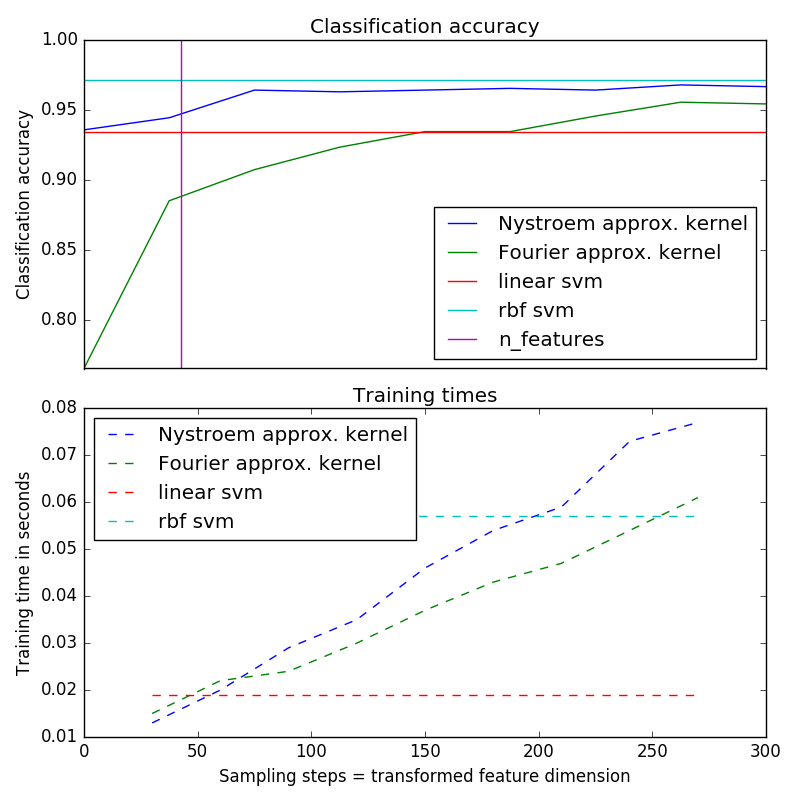 Classification accuracy
Classification accuracy
1.00
0.95
0.90
0.85
0.80
Nystroem approx. kernel
Fourier approx. kernel
linear svm
rbf svm
n_features
Training times
Training time in seconds
0.08
0.07
0.06
0.05
0.04
0.03
0.02
0.01
Nystroem approx. kernel
Fourier approx. kernel
linear svm
rbf svm
0 50 100 150 200 250 300
Sampling steps = transformed feature dimension